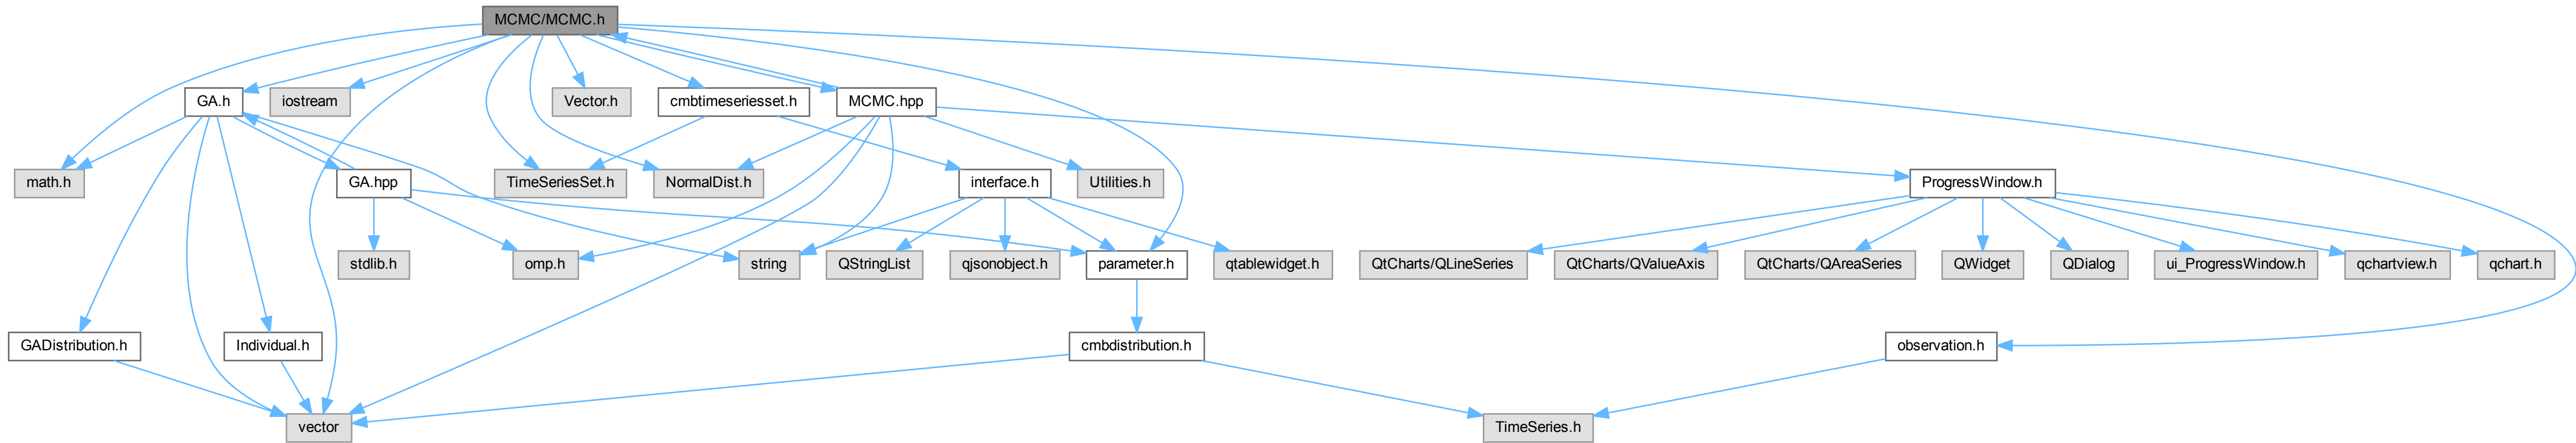 MCMC/MCMC.h
GA.h
iostream
Vector.h
cmbtimeseriesset.h
MCMC.hpp
math.h
GA.hpp
TimeSeriesSet.h
NormalDist.h
interface.h
Utilities.h
ProgressWindow.h
stdlib.h
omp.h
string
QStringList
qjsonobject.h
parameter.h
qtablewidget.h
QtCharts/QLineSeries
QtCharts/QValueAxis
QtCharts/QAreaSeries
QWidget
QDialog
ui_ProgressWindow.h
qchartview.h
qchart.h
GADistribution.h
Individual.h
cmbdistribution.h
observation.h
vector
TimeSeries.h